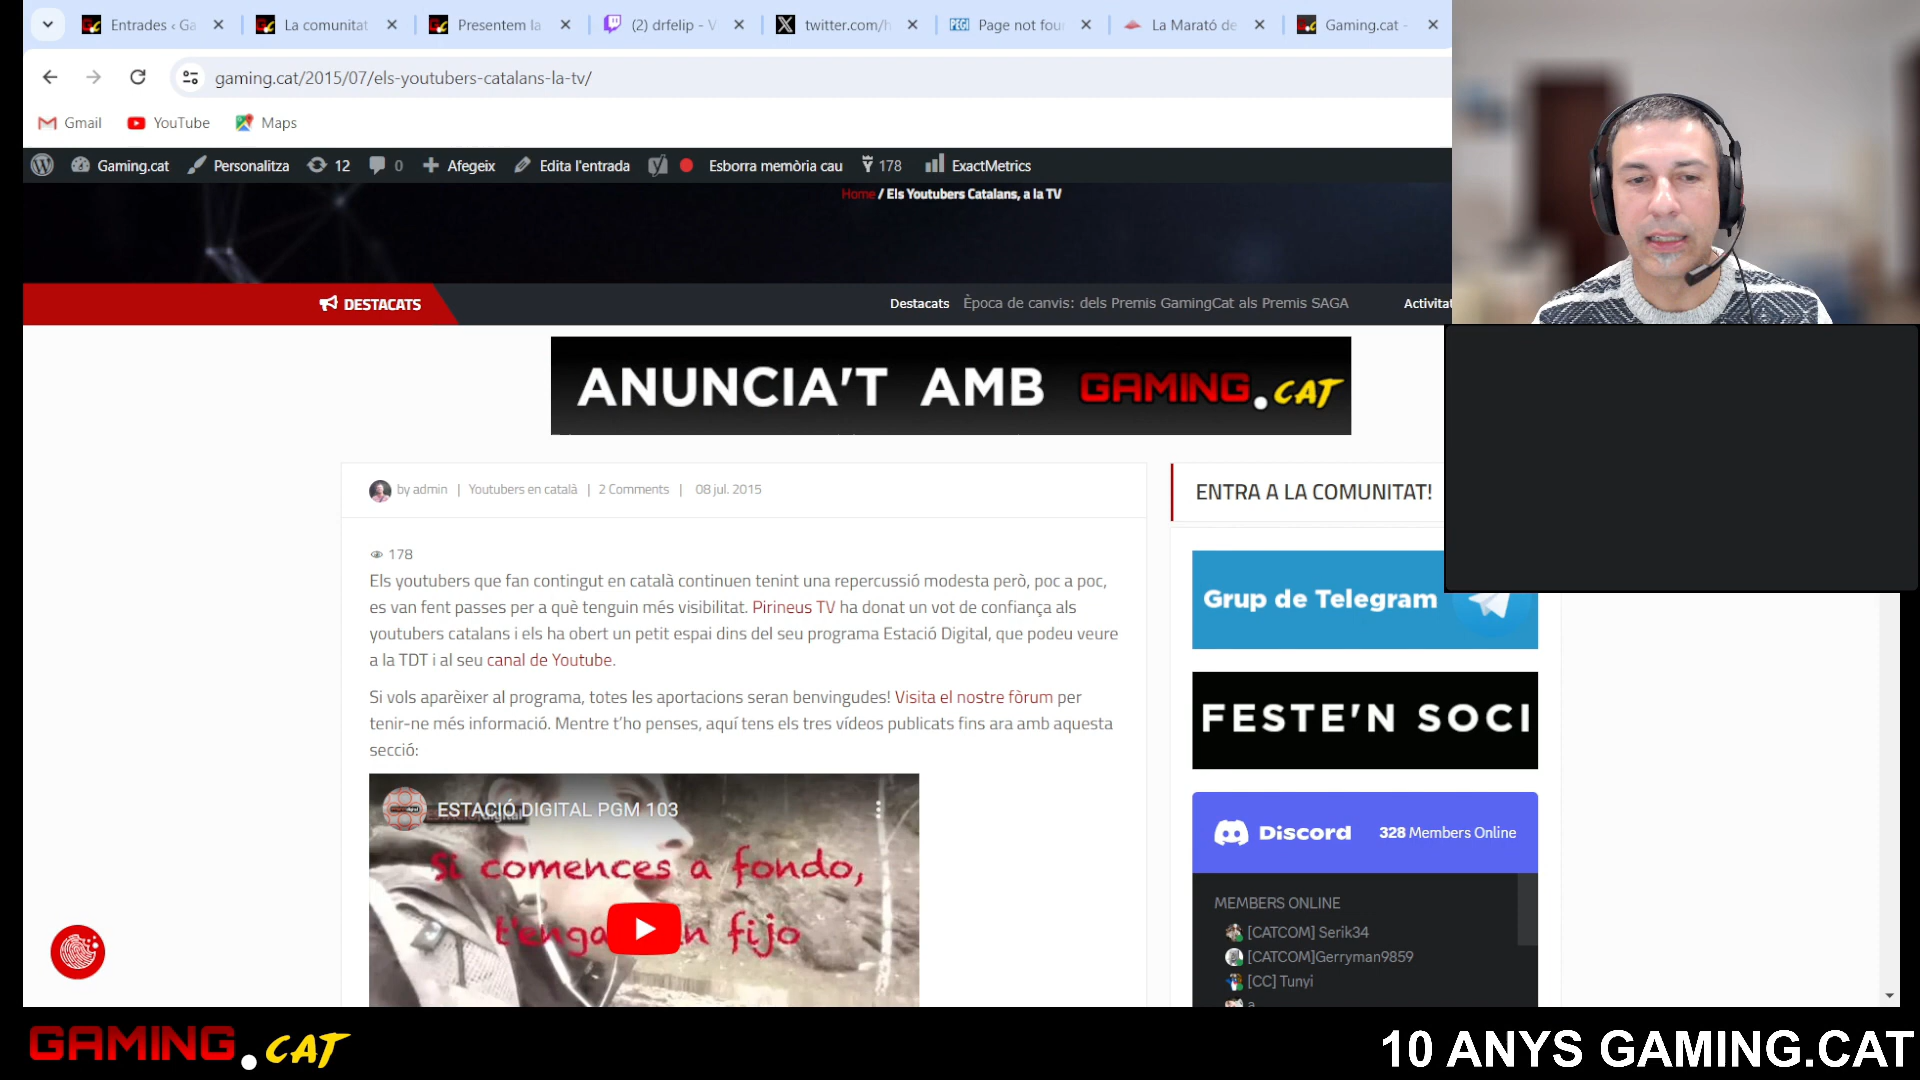 Entrades ‹ Ga
La comunitat
Presentem la
(2) drfelip - V
twitter.com/h
Page not foun
La Marató de
Gaming.cat -
gaming.cat/2015/07/els-youtubers-catalans-la-tv/
Gmail
YouTube
Maps
Gaming.cat
Personalitza
12
0
Afegeix
Edita l'entrada
Esborra memòria cau
178
ExactMetrics
Home / Els Youtubers Catalans, a la TV
DESTACATS
Destacats
Època de canvis: dels Premis GamingCat als Premis SAGA
Activitat
ANUNCIA'T AMB GAMING.CAT
by admin | Youtubers en català | 2 Comments | 08 jul. 2015
ENTRA A LA COMUNITAT!
178
Els youtubers que fan contingut en català continuen tenint una repercussió modesta però, poc a poc,
es van fent passes per a què tenguin més visibilitat. Pirineus TV ha donat un vot de confiança als
youtubers catalans i els ha obert un petit espai dins del seu programa Estació Digital, que podeu veure
a la TDT i al seu canal de Youtube.
Si vols aparèixer al programa, totes les aportacions seran benvingudes! Visita el nostre fòrum per
tenir-ne més informació. Mentre t'ho penses, aquí tens els tres vídeos publicats fins ara amb aquesta
secció:
Grup de Telegram
FESTE'N SOCI
Discord
328 Members Online
MEMBERS ONLINE
[CATCOM] Serik34
[CATCOM]Gerryman9859
[CC] Tunyi
a
ESTACIÓ DIGITAL PGM 103
Si comences a fondo,
fijo
GAMING.CAT
10 ANYS GAMING.CAT